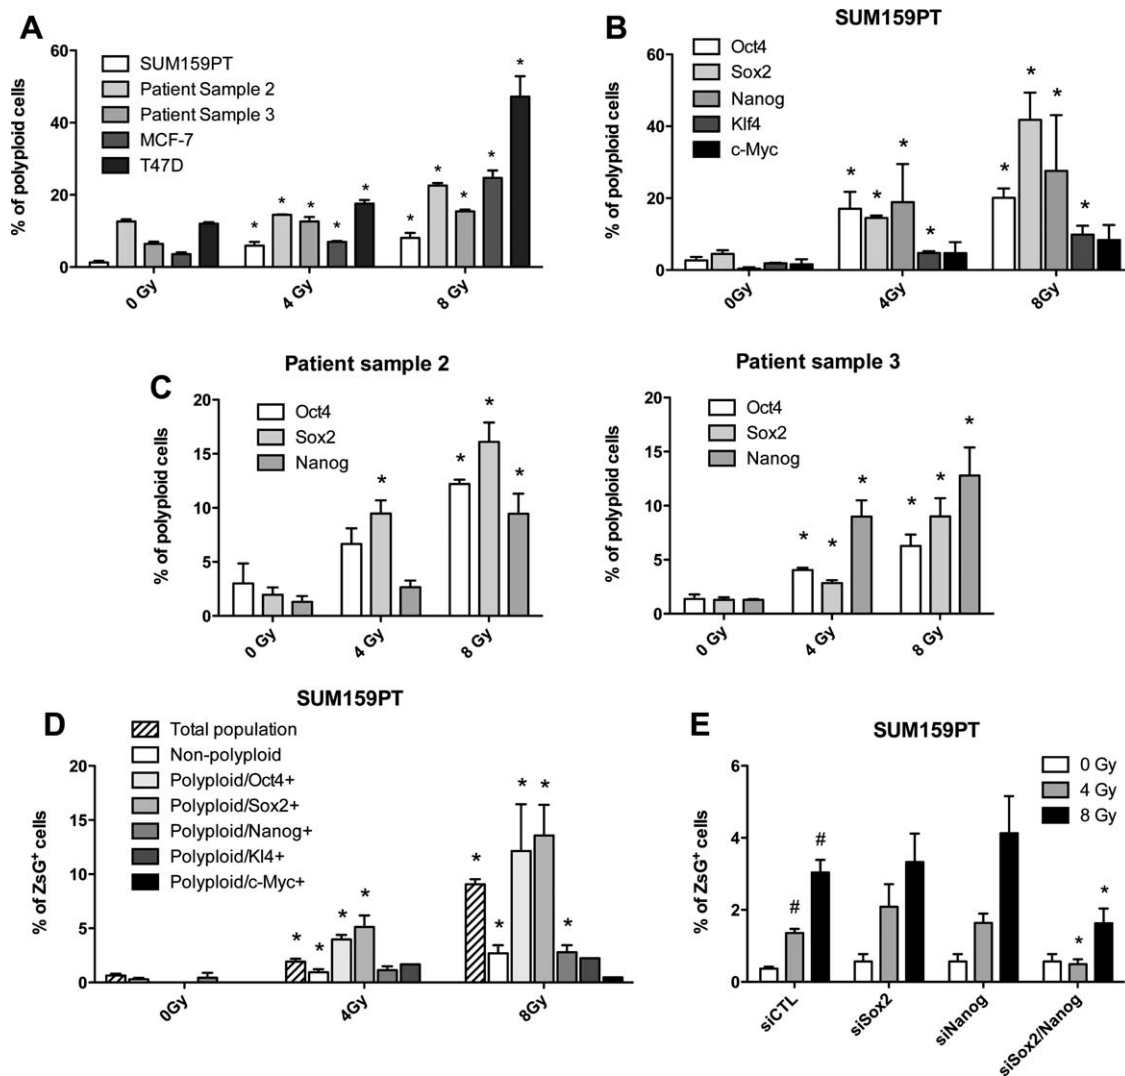 A
% of polyploid cells
60
40
20
0
SUM159PT
Patient Sample 2
Patient Sample 3
MCF-7
T47D
* * * * *
* * * * *
0 Gy
4 Gy
8 Gy
B
SUM159PT
% of polyploid cells
60
40
20
0
Oct4
Sox2
Nanog
Klf4
c-Myc
* * * *
* * * *
0Gy
4Gy
8Gy
C
Patient sample 2
% of polyploid cells
20
15
10
5
0
Oct4
Sox2
Nanog
*
* * *
0 Gy
4 Gy
8 Gy
Patient sample 3
% of polyploid cells
20
15
10
5
0
Oct4
Sox2
Nanog
* * *
* * *
0 Gy
4 Gy
8 Gy
D
SUM159PT
% of ZsG+ cells
20
15
10
5
0
Total population
Non-polyploid
Polyploid/Oct4+
Polyploid/Sox2+
Polyploid/Nanog+
Polyploid/Kl4+
Polyploid/c-Myc+
* * * *
* * * * *
0Gy
4Gy
8Gy
E
SUM159PT
% of ZsG+ cells
6
4
2
0
0 Gy
4 Gy
8 Gy
# #
* *
siCTL
siSox2
siNanog
siSox2/Nanog